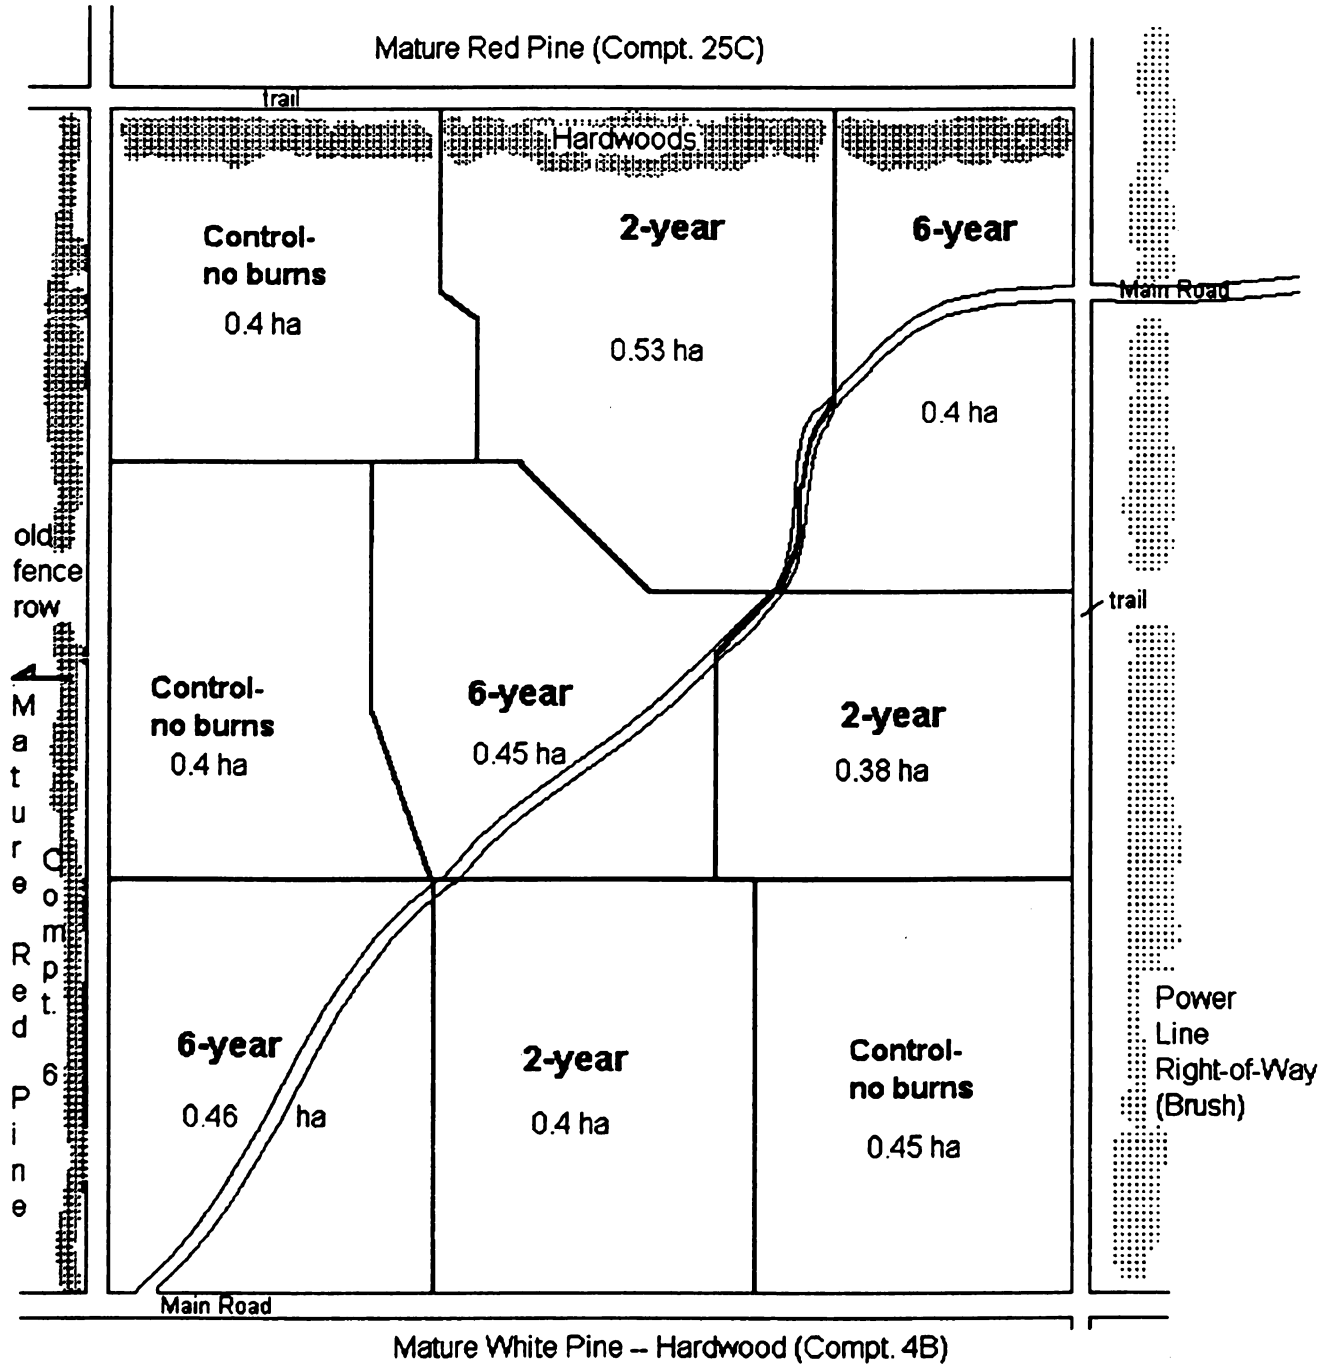 Mature Red Pine (Compt. 25C)
trail
Hardwoods
Control-
no burns
0.4 ha
2-year
0.53 ha
6-year
0.4 ha
Main Road
old
fence
row
trail
Control-
no burns
0.4 ha
6-year
0.45 ha
2-year
0.38 ha
Mature Red Pine
Compt. 6
6-year
0.46 ha
2-year
0.4 ha
Control-
no burns
0.45 ha
Power
Line
Right-of-Way
(Brush)
Main Road
Mature White Pine -- Hardwood (Compt. 4B)